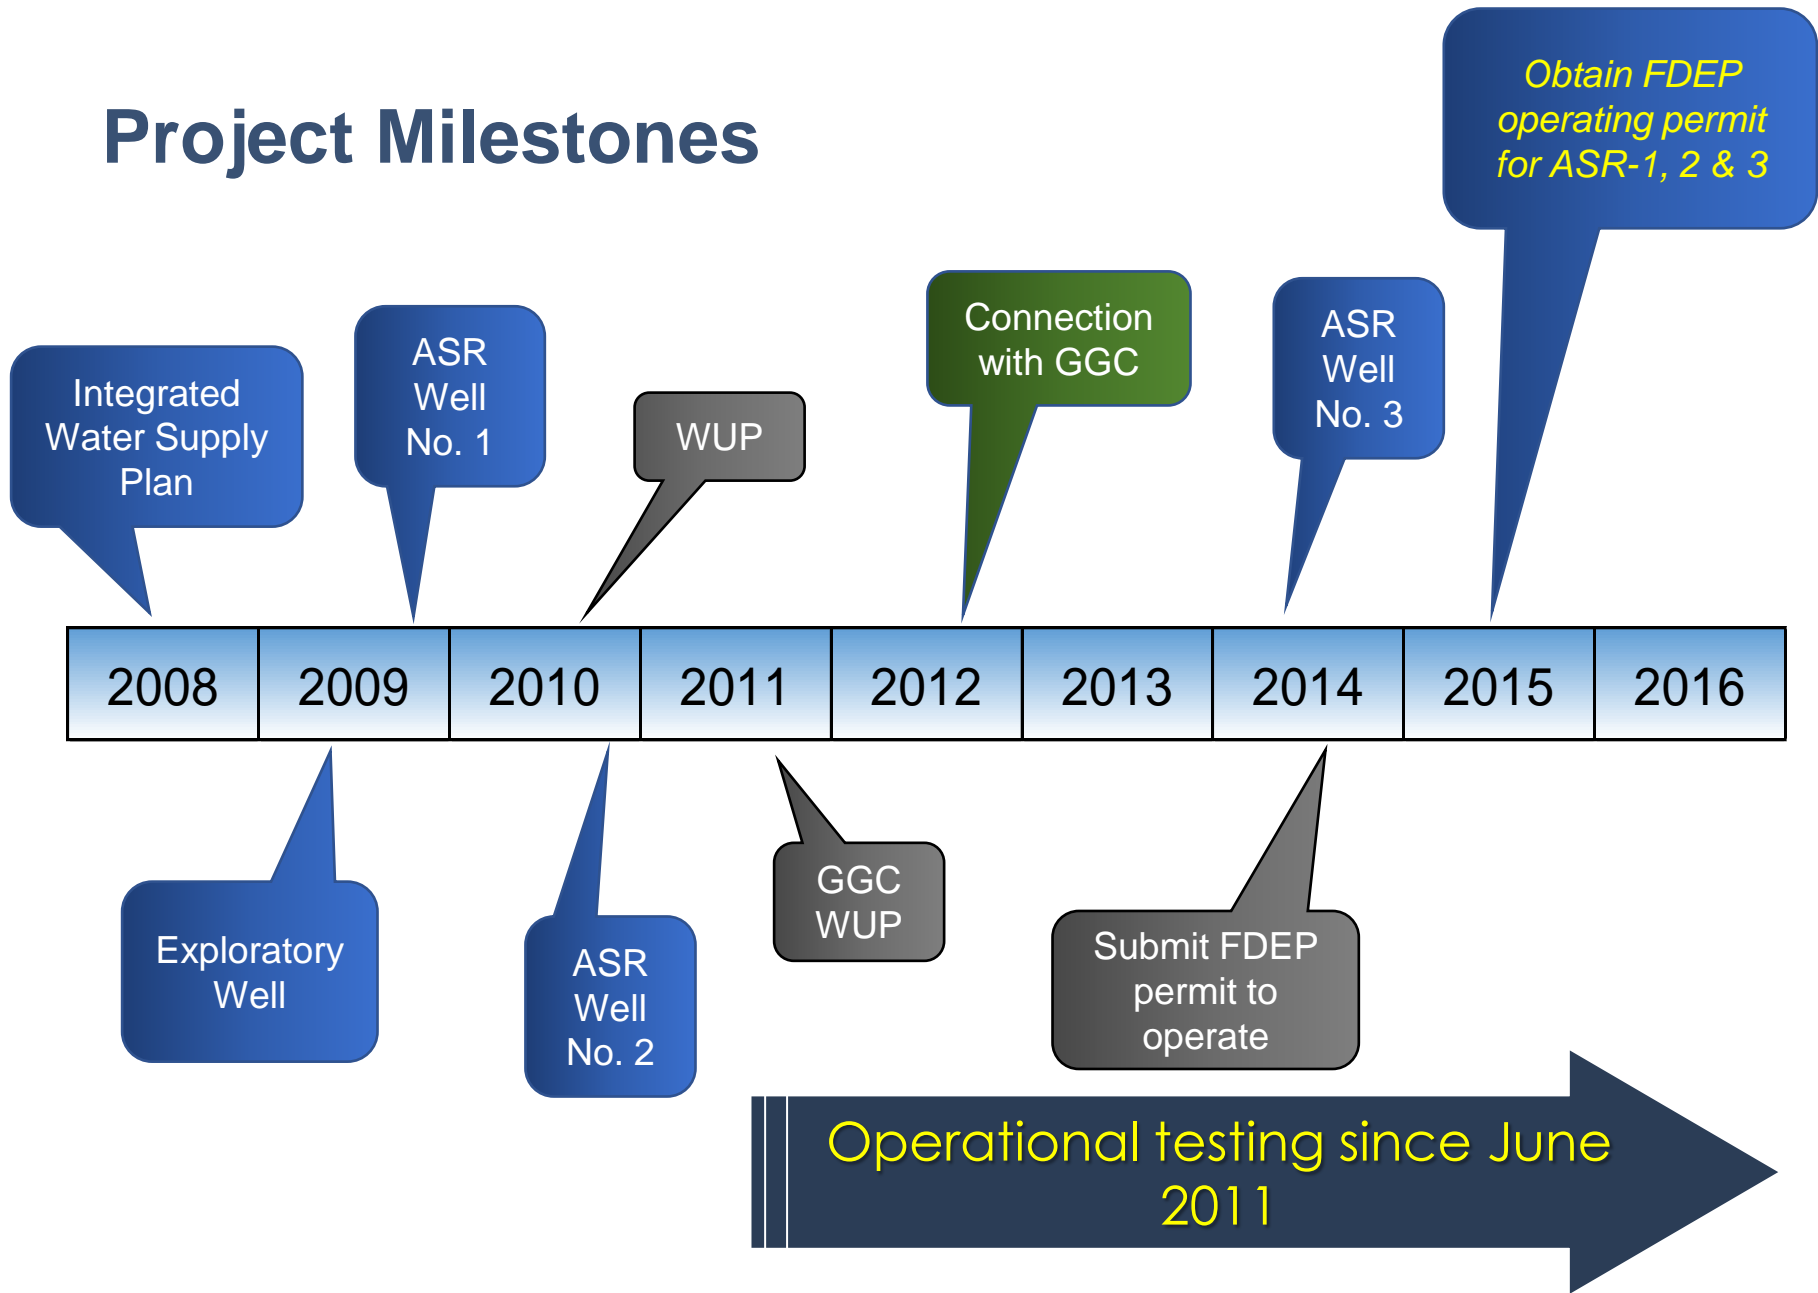 Project Milestones
Obtain FDEP
operating permit
for ASR-1, 2 & 3
Integrated
Water Supply
Plan
ASR
Well
No. 1
WUP
Connection
with GGC
ASR
Well
No. 3
2008 2009 2010 2011 2012 2013 2014 2015 2016
Exploratory
Well
ASR
Well
No. 2
GGC
WUP
Submit FDEP
permit to
operate
Operational testing since June
2011